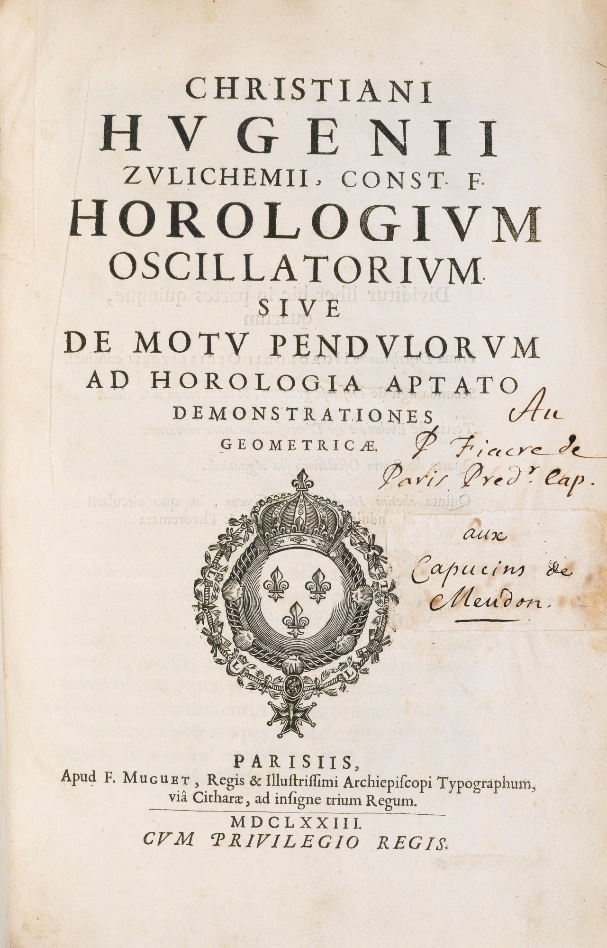 CHRISTIANI
HVGENII
ZVLICHEMII, CONST. F.
HOROLOGIVM
OSCILLATORIVM
SIVE
DE MOTV PENDVLORVM
AD HOROLOGIA APTATO
DEMONSTRATIONES
GEOMETRICÆ.
Au
P Fiacre de
Paris Pred.r Cap.
aux
Capucins de
Meudon.
PARISIIS,
Apud F. MUGUET, Regis & Illuſtriſſimi Archiepiſcopi Typographum,
viâ Citharæ, ad inſigne trium Regum.
MDCLXXIII.
CVM PRIVILEGIO REGIS.